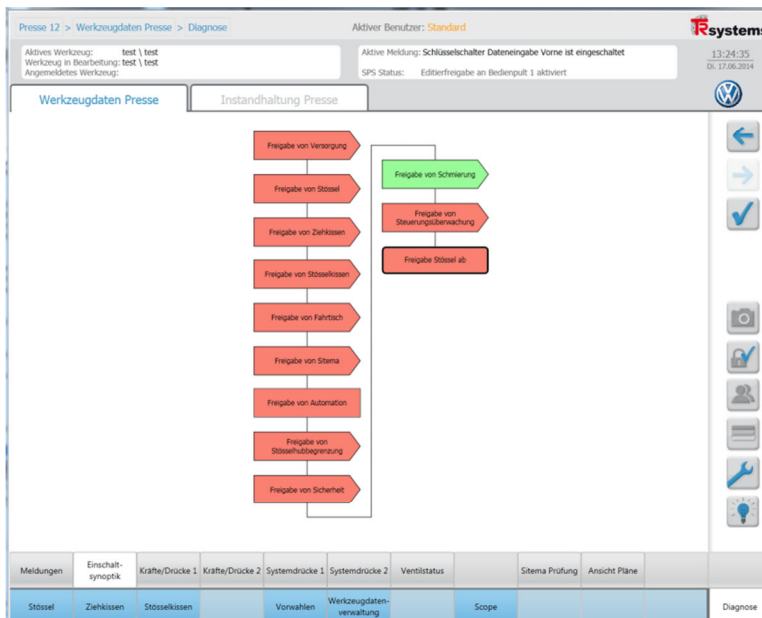 Presse 12 > Werkzeugdaten Presse > Diagnose
Aktiver Benutzer: Standard
TRsystems
Aktives Werkzeug: test \ test
Werkzeug in Bearbeitung: test \ test
Angemeldetes Werkzeug:
Aktive Meldung: Schlüsselschalter Dateneingabe Vorne ist eingeschaltet
SPS Status: Editierfreigabe an Bedienpult 1 aktiviert
13:24:35
Di. 17.06.2014
Werkzeugdaten Presse
Instandhaltung Presse
Freigabe von Versorgung
Freigabe von Stössel
Freigabe von Ziehkissen
Freigabe von Stösselkissen
Freigabe von Fahrtisch
Freigabe von Sitema
Freigabe von Automation
Freigabe von
Stösselhubbegrenzung
Freigabe von Sicherheit
Freigabe von Schmierung
Freigabe von
Steuerungsüberwachung
Freigabe Stössel ab
Meldungen
Einschalt-
synoptik
Kräfte/Drücke 1
Kräfte/Drücke 2
Systemdrücke 1
Systemdrücke 2
Ventilstatus
Sitema Prüfung
Ansicht Pläne
Stössel
Ziehkissen
Stösselkissen
Vorwahlen
Werkzeugdaten-
verwaltung
Scope
Diagnose